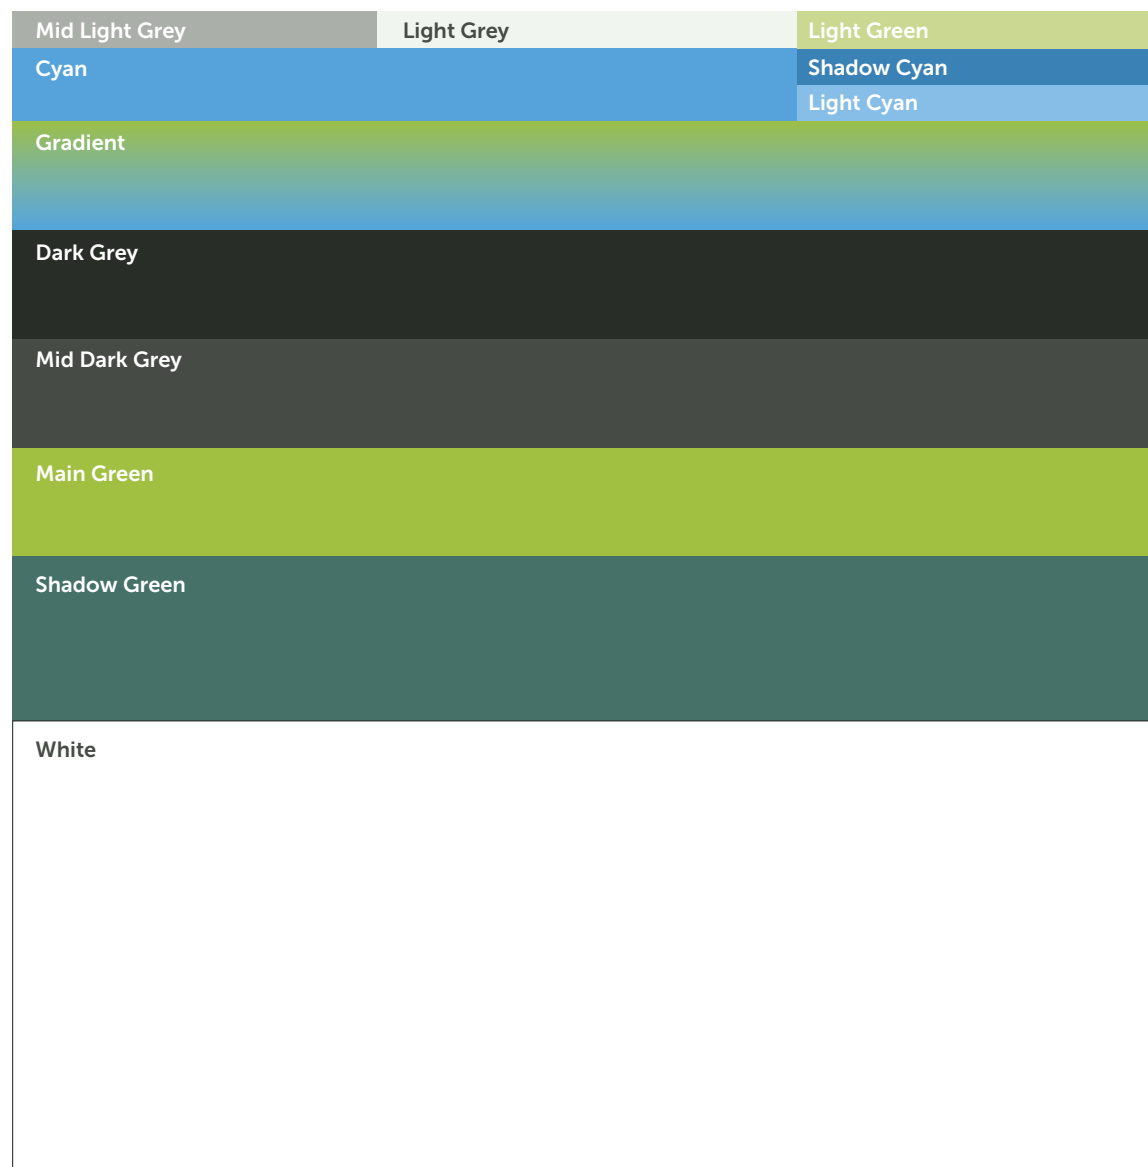 Mid Light Grey
Light Grey
Light Green
Cyan
Shadow Cyan
Light Cyan
Gradient
Dark Grey
Mid Dark Grey
Main Green
Shadow Green
White